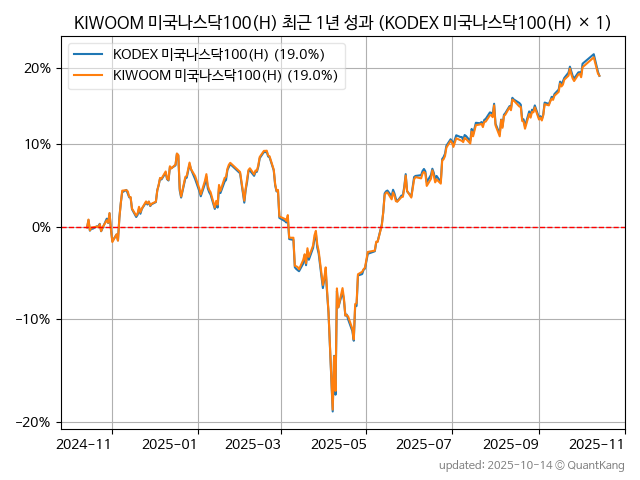 KIWOOM 미국나스닥100(H) 최근 1년 성과 (KODEX 미국나스닥100(H) × 1)
KODEX 미국나스닥100(H) (19.0%)
KIWOOM 미국나스닥100(H) (19.0%)
20%
10%
0%
-10%
-20%
2024-11 2025-01 2025-03 2025-05 2025-07 2025-09 2025-11
updated: 2025-10-14 © QuantKang